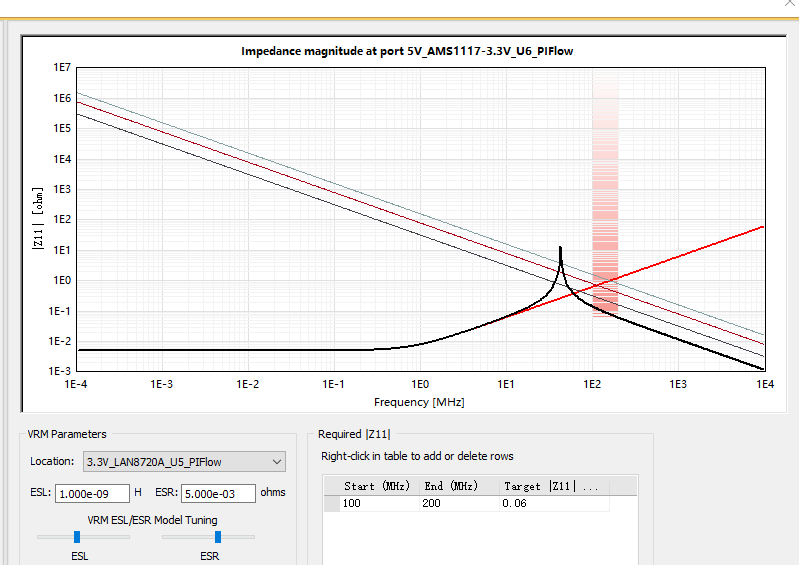 Impedance magnitude at port 5V_AMS1117-3.3V_U6_PIFlow
1E7
1E6
1E5
1E4
1E3
1E2
1E1
1E0
1E-1
1E-2
1E-3
|Z11| [ohm]
1E-4 1E-3 1E-2 1E-1 1E0 1E1 1E2 1E3 1E4
Frequency [MHz]
VRM Parameters
Location: 3.3V_LAN8720A_U5_PIFlow
ESL: 1.000e-09 H ESR: 5.000e-03 ohms
VRM ESL/ESR Model Tuning
ESL ESR
Required |Z11|
Right-click in table to add or delete rows
Start (MHz) End (MHz) Target |Z11| ...
100 200 0.06